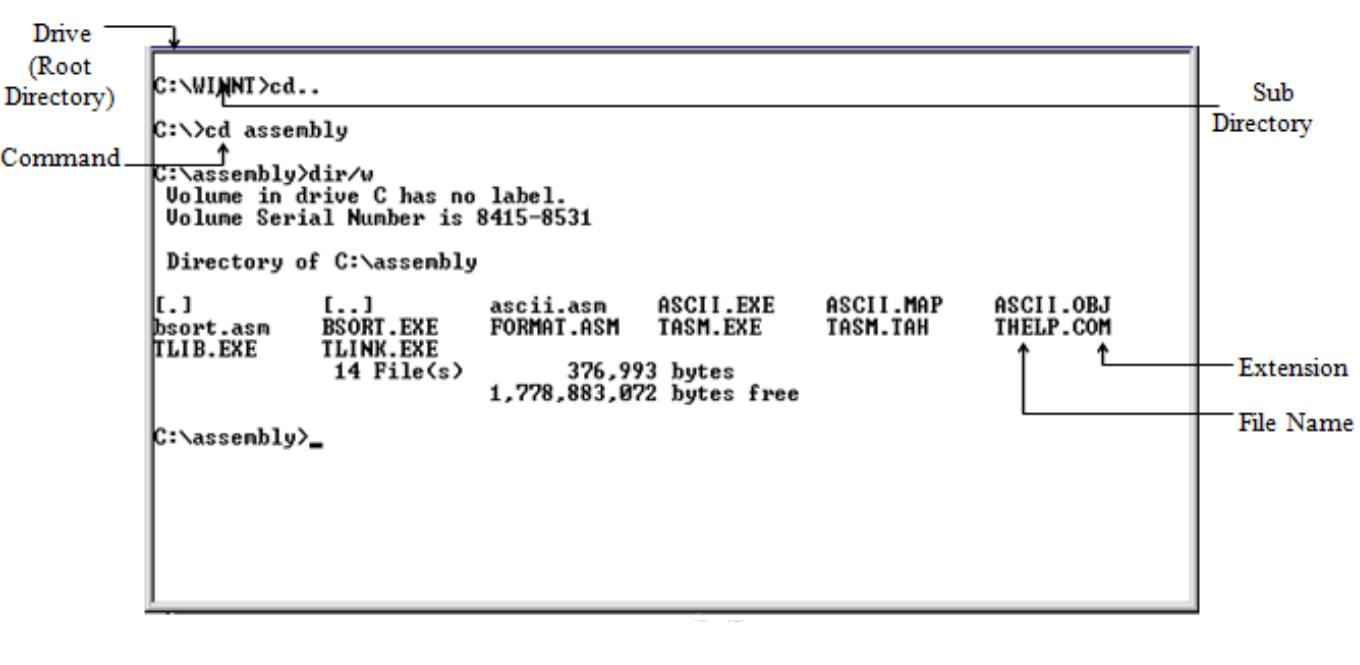 Drive
(Root
Directory)
C:\WINNT>cd..
Sub
Directory
C:\>cd assembly
Command
C:\assembly>dir/w
Volume in drive C has no label.
Volume Serial Number is 8415-8531
Directory of C:\assembly
[.] [..] ascii.asm ASCII.EXE ASCII.MAP ASCII.OBJ
bsort.asm BSORT.EXE FORMAT.ASM TASM.EXE TASM.TAH THELP.COM
TLIB.EXE TLINK.EXE
14 File(s) 376,993 bytes
1,778,883,072 bytes free
Extension
File Name
C:\assembly>_